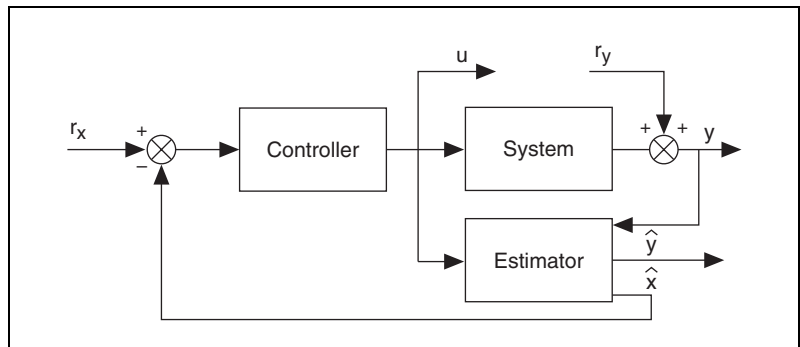 u
r_y
r_x
+
−
Controller
System
+
+
y
Estimator
ŷ
x̂